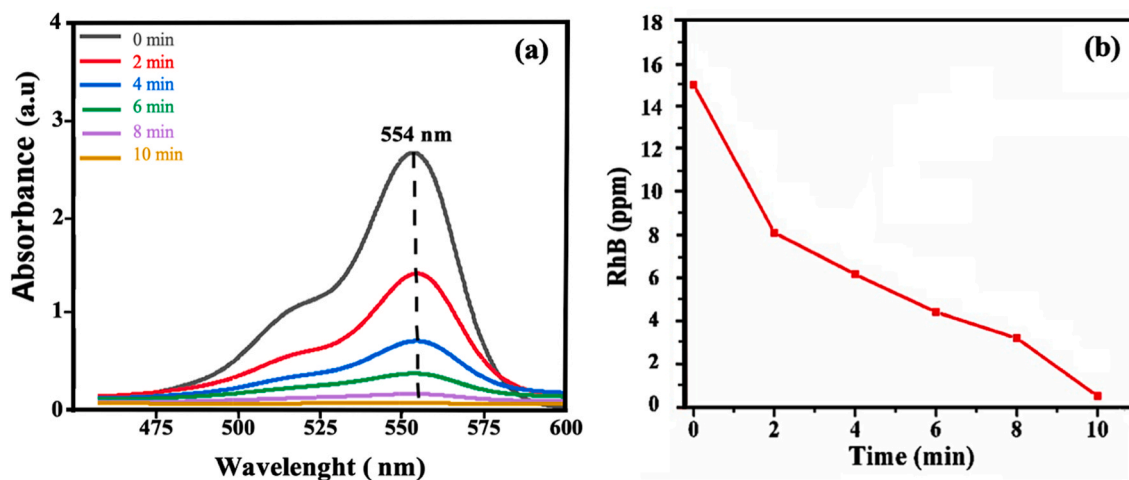 (a)
0 min
2 min
4 min
6 min
8 min
10 min
554 nm
4
3
2
1
0
Absorbance (a.u)
475 500 525 550 575 600
Wavelenght ( nm)
(b)
18
16
14
12
10
8
6
4
2
0
RhB (ppm)
0 2 4 6 8 10
Time (min)